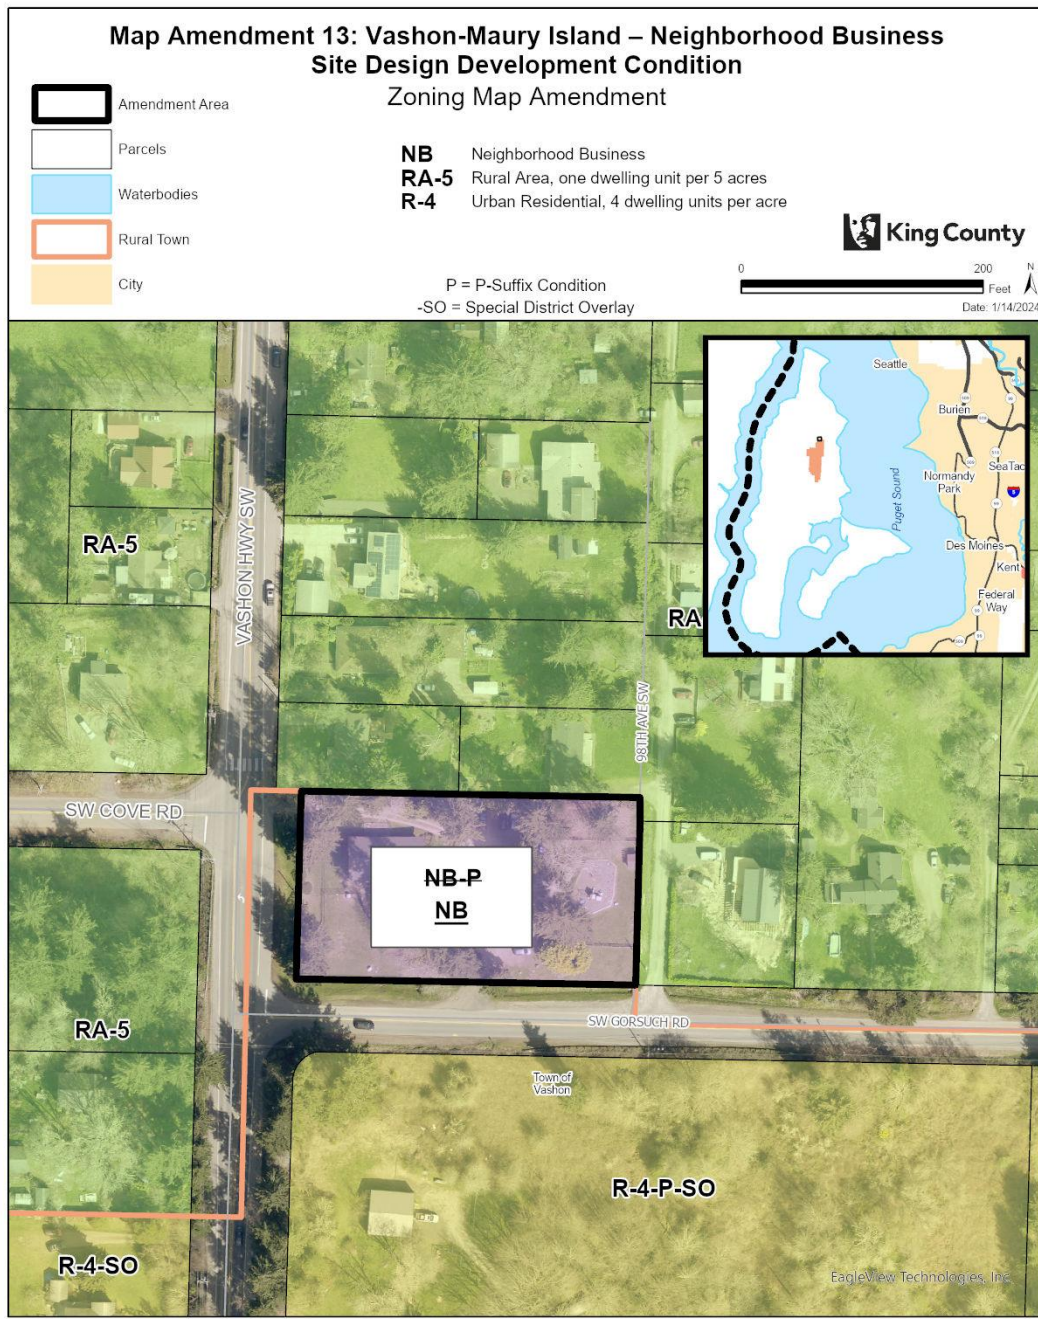 Map Amendment 13: Vashon-Maury Island – Neighborhood Business
Site Design Development Condition
Zoning Map Amendment
Amendment Area
Parcels
Waterbodies
Rural Town
City
NB Neighborhood Business
RA-5 Rural Area, one dwelling unit per 5 acres
R-4 Urban Residential, 4 dwelling units per acre
P = P-Suffix Condition
-SO = Special District Overlay
King County
0 200
Feet
N
Date: 1/14/2024
Seattle
Burien
SeaTac
Normandy
Park
Puget Sound
Des Moines
Kent
Federal
Way
5
509
99
RA-5
VASHON HWY SW
RA
98TH AVE SW
SW COVE RD
NB-P
NB
RA-5
SW GORSUCH RD
Town of
Vashon
R-4-P-SO
R-4-SO
EagleView Technologies, Inc.